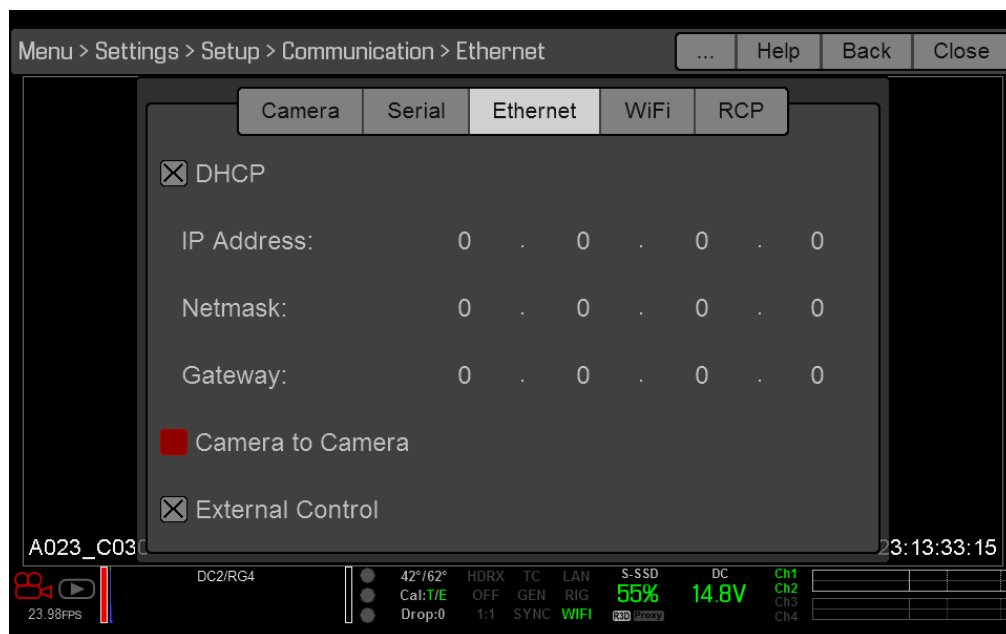 Menu > Settings > Setup > Communication > Ethernet ... Help Back Close
Camera Serial Ethernet WiFi RCP
DHCP
IP Address: 0 . 0 . 0 . 0
Netmask: 0 . 0 . 0 . 0
Gateway: 0 . 0 . 0 . 0
Camera to Camera
External Control
A023_C03 23:13:33:15
DC2/RG4 42°/62° HDRX TC LAN S-SSD DC Ch1
Cal:T/E OFF GEN RIG 55% 14.8V Ch2
23.98FPS Drop:0 1:1 SYNC WIFI R3D Proxy Ch3
Ch4